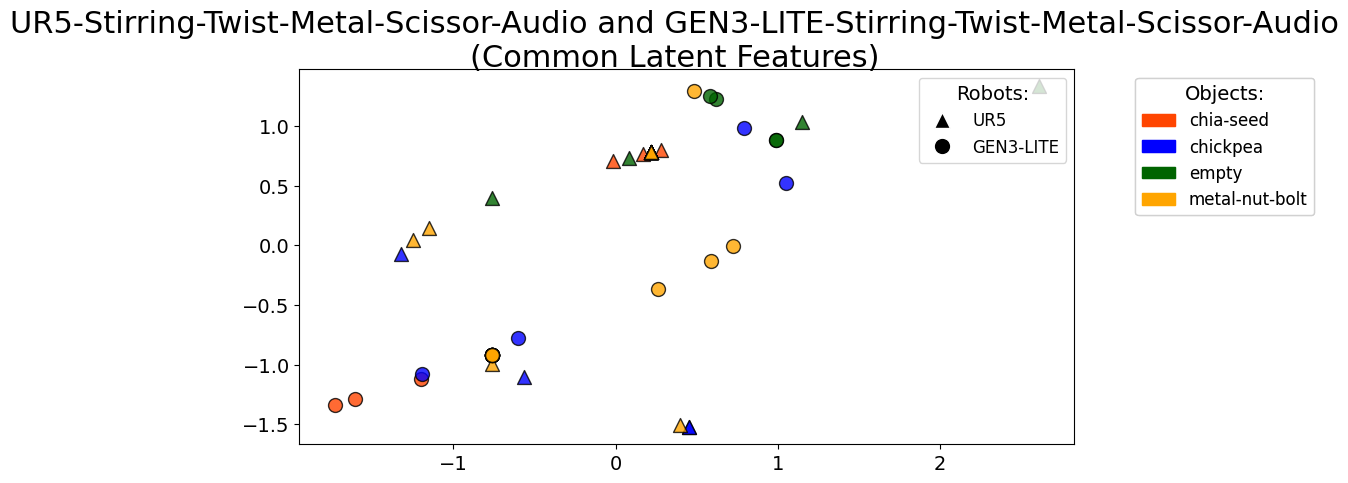 UR5-Stirring-Twist-Metal-Scissor-Audio and GEN3-LITE-Stirring-Twist-Metal-Scissor-Audio
(Common Latent Features)
Robots:
UR5
GEN3-LITE
Objects:
chia-seed
chickpea
empty
metal-nut-bolt
1.0
0.5
0.0
−0.5
−1.0
−1.5
−1
0
1
2